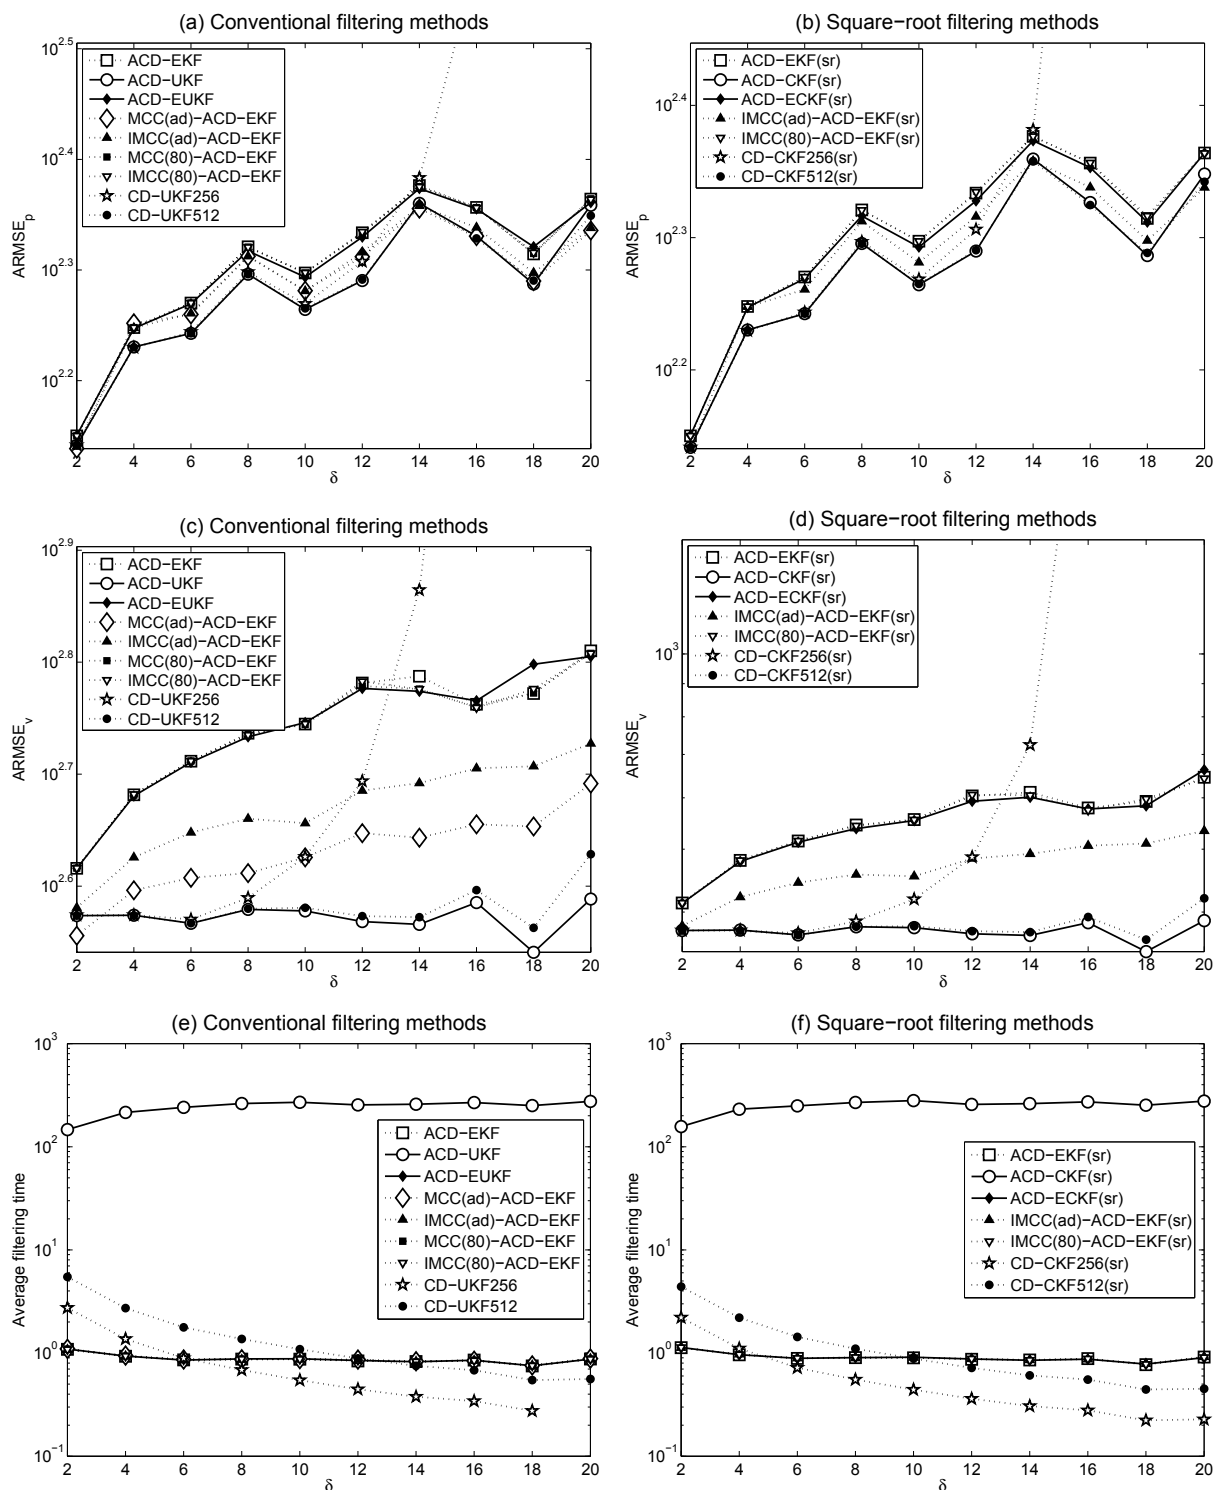 (a) Conventional filtering methods
10^2.5
10^2.4
10^2.3
10^2.2
ARMSE_p
ACD−EKF
ACD−UKF
ACD−EUKF
MCC(ad)−ACD−EKF
IMCC(ad)−ACD−EKF
MCC(80)−ACD−EKF
IMCC(80)−ACD−EKF
CD−UKF256
CD−UKF512
2 4 6 8 10 12 14 16 18 20
δ
(b) Square−root filtering methods
10^2.4
10^2.3
10^2.2
ARMSE_p
ACD−EKF(sr)
ACD−CKF(sr)
ACD−ECKF(sr)
IMCC(ad)−ACD−EKF(sr)
IMCC(80)−ACD−EKF(sr)
CD−CKF256(sr)
CD−CKF512(sr)
2 4 6 8 10 12 14 16 18 20
δ
(c) Conventional filtering methods
10^2.9
10^2.8
10^2.7
10^2.6
ARMSE_v
ACD−EKF
ACD−UKF
ACD−EUKF
MCC(ad)−ACD−EKF
IMCC(ad)−ACD−EKF
MCC(80)−ACD−EKF
IMCC(80)−ACD−EKF
CD−UKF256
CD−UKF512
2 4 6 8 10 12 14 16 18 20
δ
(d) Square−root filtering methods
10^3
ARMSE_v
ACD−EKF(sr)
ACD−CKF(sr)
ACD−ECKF(sr)
IMCC(ad)−ACD−EKF(sr)
IMCC(80)−ACD−EKF(sr)
CD−CKF256(sr)
CD−CKF512(sr)
2 4 6 8 10 12 14 16 18 20
δ
(e) Conventional filtering methods
10^3
10^2
10^1
10^0
10^−1
Average filtering time
ACD−EKF
ACD−UKF
ACD−EUKF
MCC(ad)−ACD−EKF
IMCC(ad)−ACD−EKF
MCC(80)−ACD−EKF
IMCC(80)−ACD−EKF
CD−UKF256
CD−UKF512
2 4 6 8 10 12 14 16 18 20
δ
(f) Square−root filtering methods
10^3
10^2
10^1
10^0
10^−1
Average filtering time
ACD−EKF(sr)
ACD−CKF(sr)
ACD−ECKF(sr)
IMCC(ad)−ACD−EKF(sr)
IMCC(80)−ACD−EKF(sr)
CD−CKF256(sr)
CD−CKF512(sr)
2 4 6 8 10 12 14 16 18 20
δ